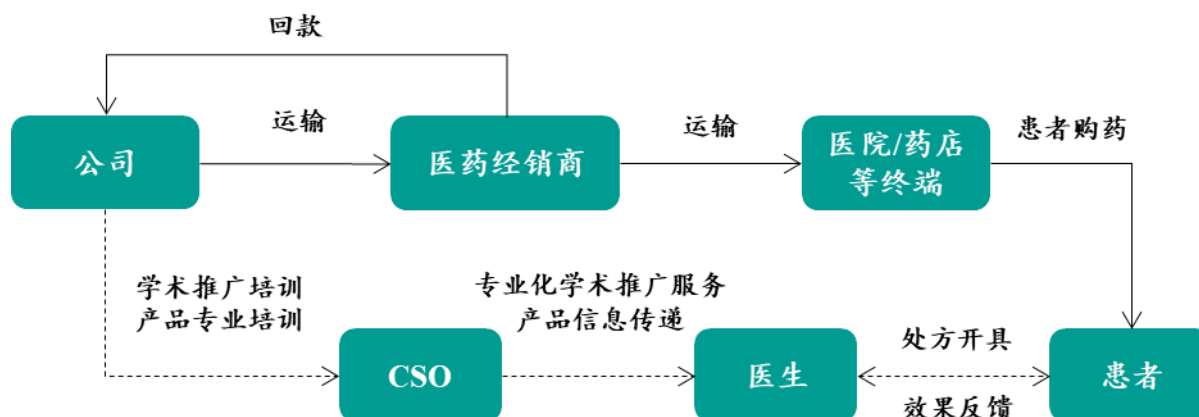 回款
公司
运输
医药经销商
运输
医院/药店
等终端
患者购药
学术推广培训
产品专业培训
CSO
专业化学术推广服务
产品信息传递
医生
处方开具
效果反馈
患者